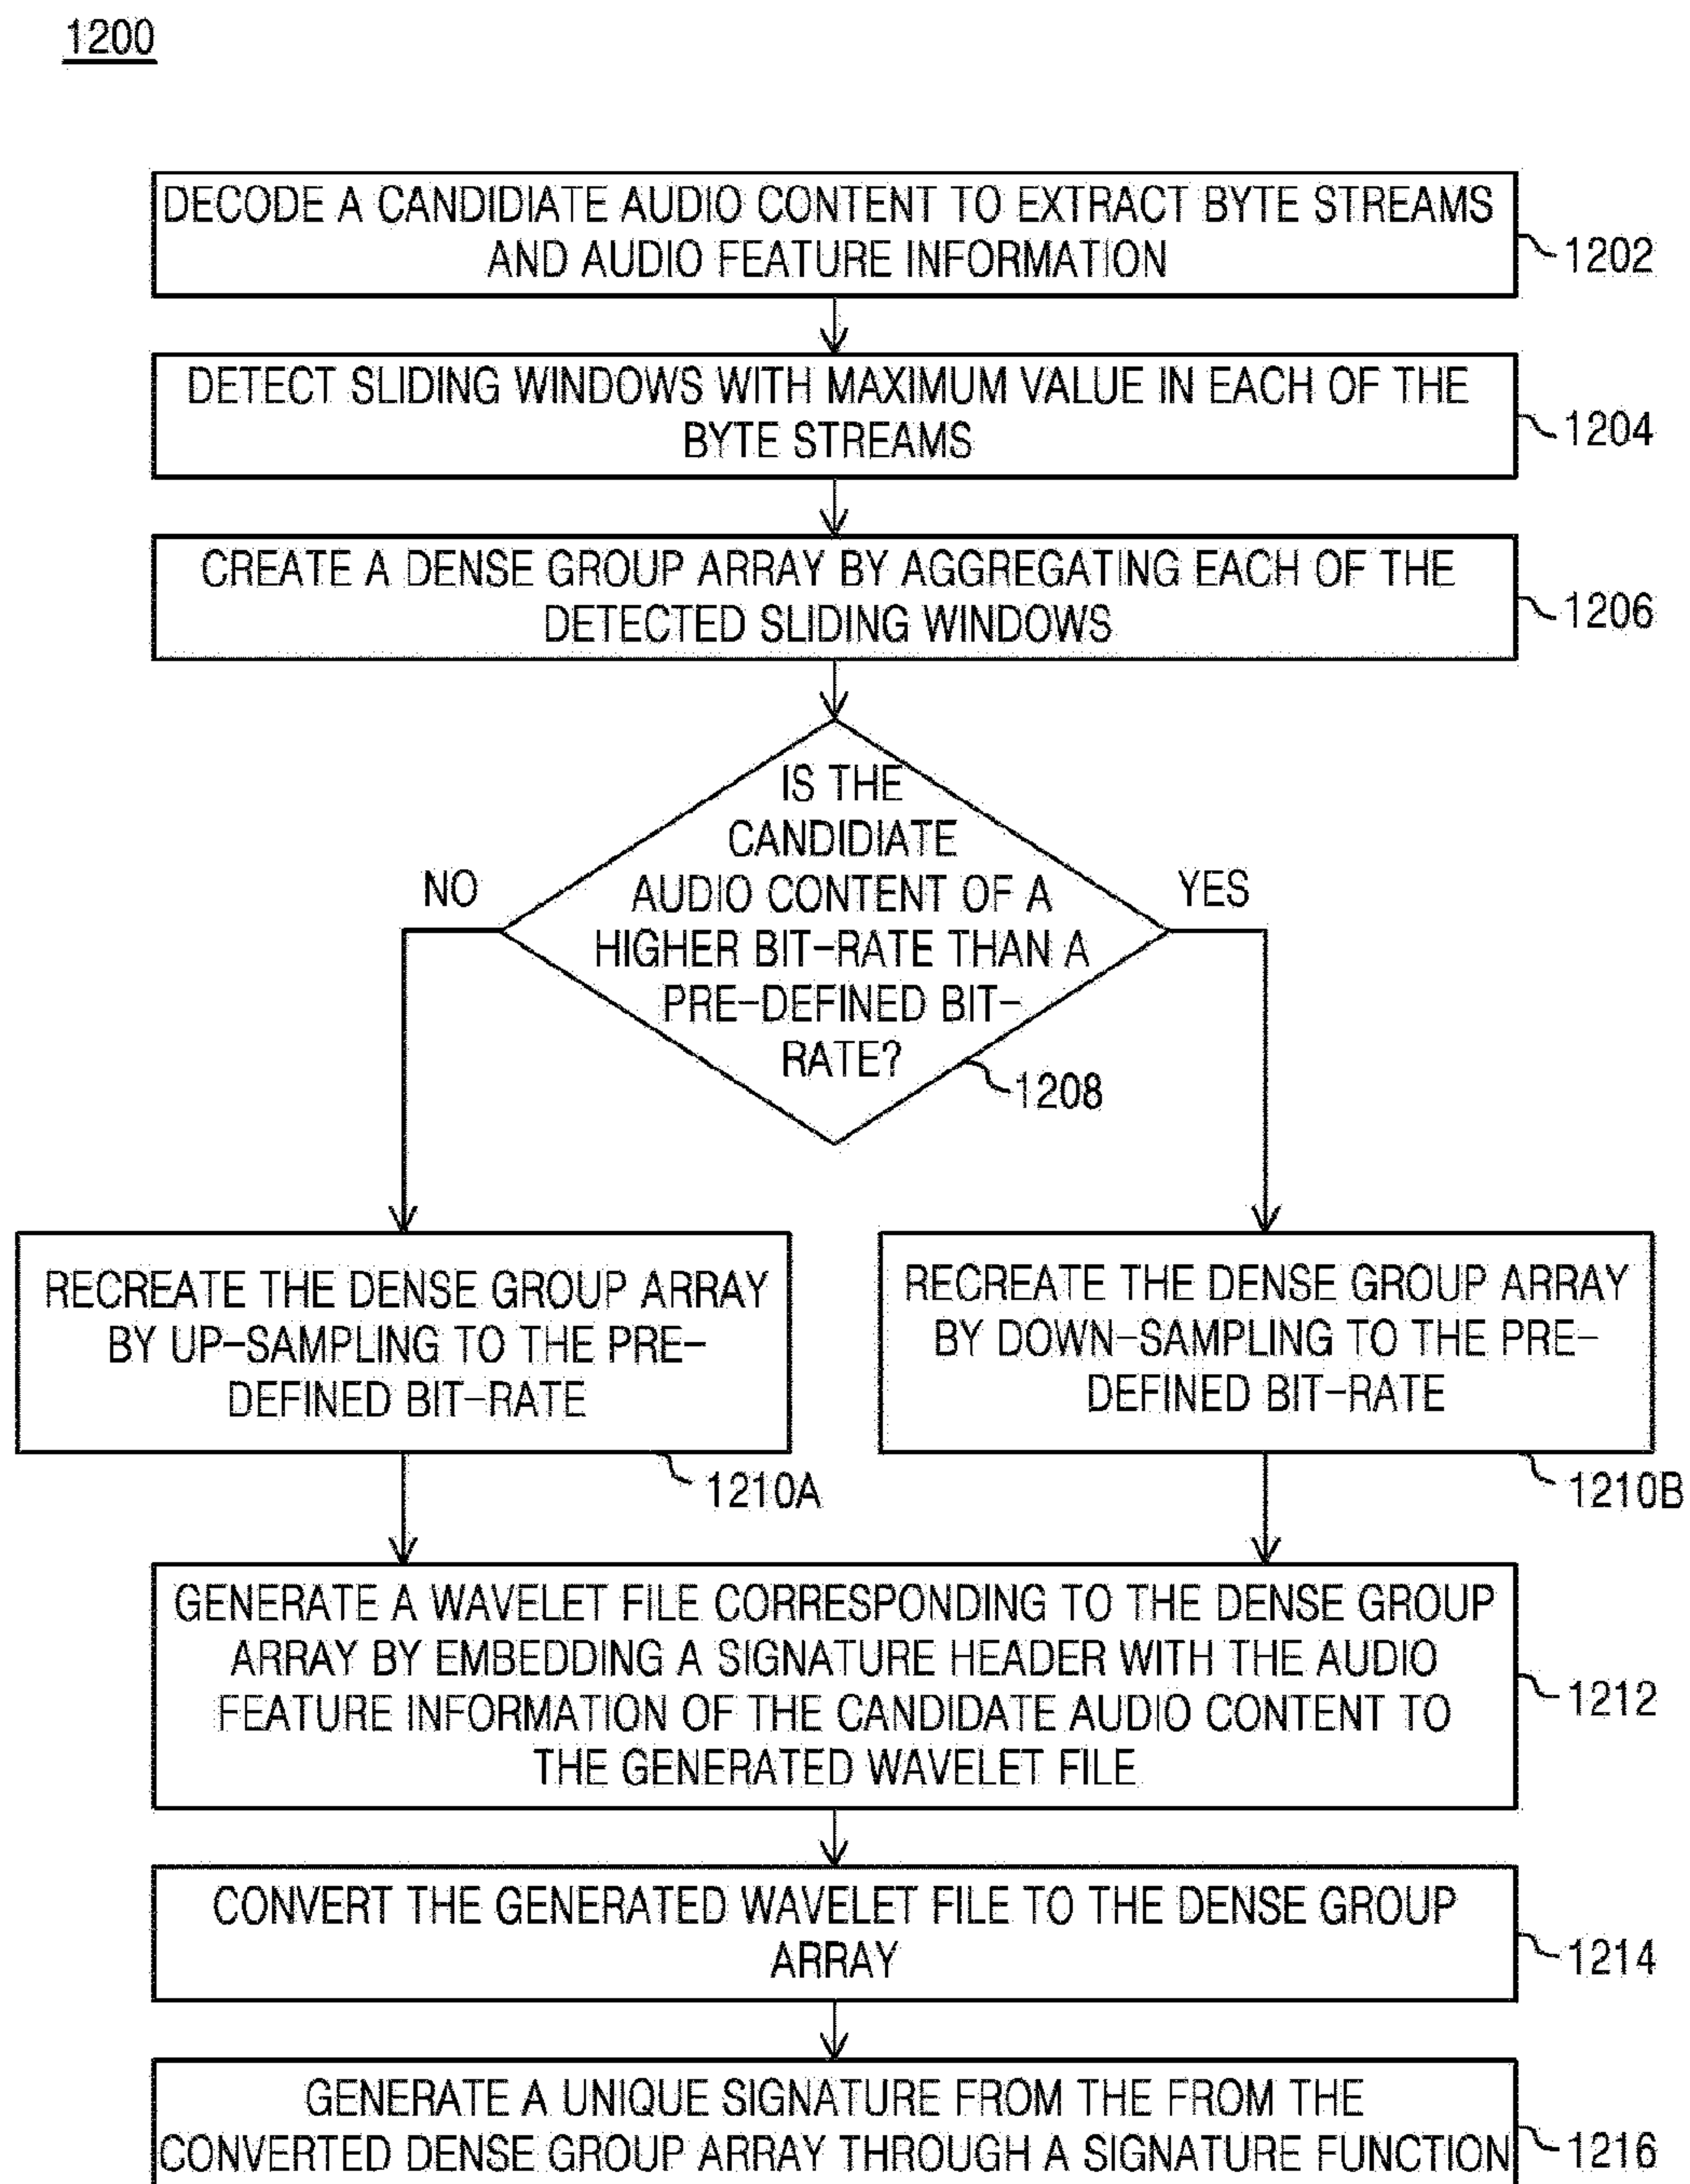 1200
DECODE A CANDIDIATE AUDIO CONTENT TO EXTRACT BYTE STREAMS
AND AUDIO FEATURE INFORMATION
1202
DETECT SLIDING WINDOWS WITH MAXIMUM VALUE IN EACH OF THE
BYTE STREAMS
1204
CREATE A DENSE GROUP ARRAY BY AGGREGATING EACH OF THE
DETECTED SLIDING WINDOWS
1206
IS THE
CANDIDIATE
AUDIO CONTENT OF A
HIGHER BIT-RATE THAN A
PRE-DEFINED BIT-
RATE?
1208
NO
YES
RECREATE THE DENSE GROUP ARRAY
BY UP-SAMPLING TO THE PRE-
DEFINED BIT-RATE
1210A
RECREATE THE DENSE GROUP ARRAY
BY DOWN-SAMPLING TO THE PRE-
DEFINED BIT-RATE
1210B
GENERATE A WAVELET FILE CORRESPONDING TO THE DENSE GROUP
ARRAY BY EMBEDDING A SIGNATURE HEADER WITH THE AUDIO
FEATURE INFORMATION OF THE CANDIDATE AUDIO CONTENT TO
THE GENERATED WAVELET FILE
1212
CONVERT THE GENERATED WAVELET FILE TO THE DENSE GROUP
ARRAY
1214
GENERATE A UNIQUE SIGNATURE FROM THE FROM THE
CONVERTED DENSE GROUP ARRAY THROUGH A SIGNATURE FUNCTION
1216